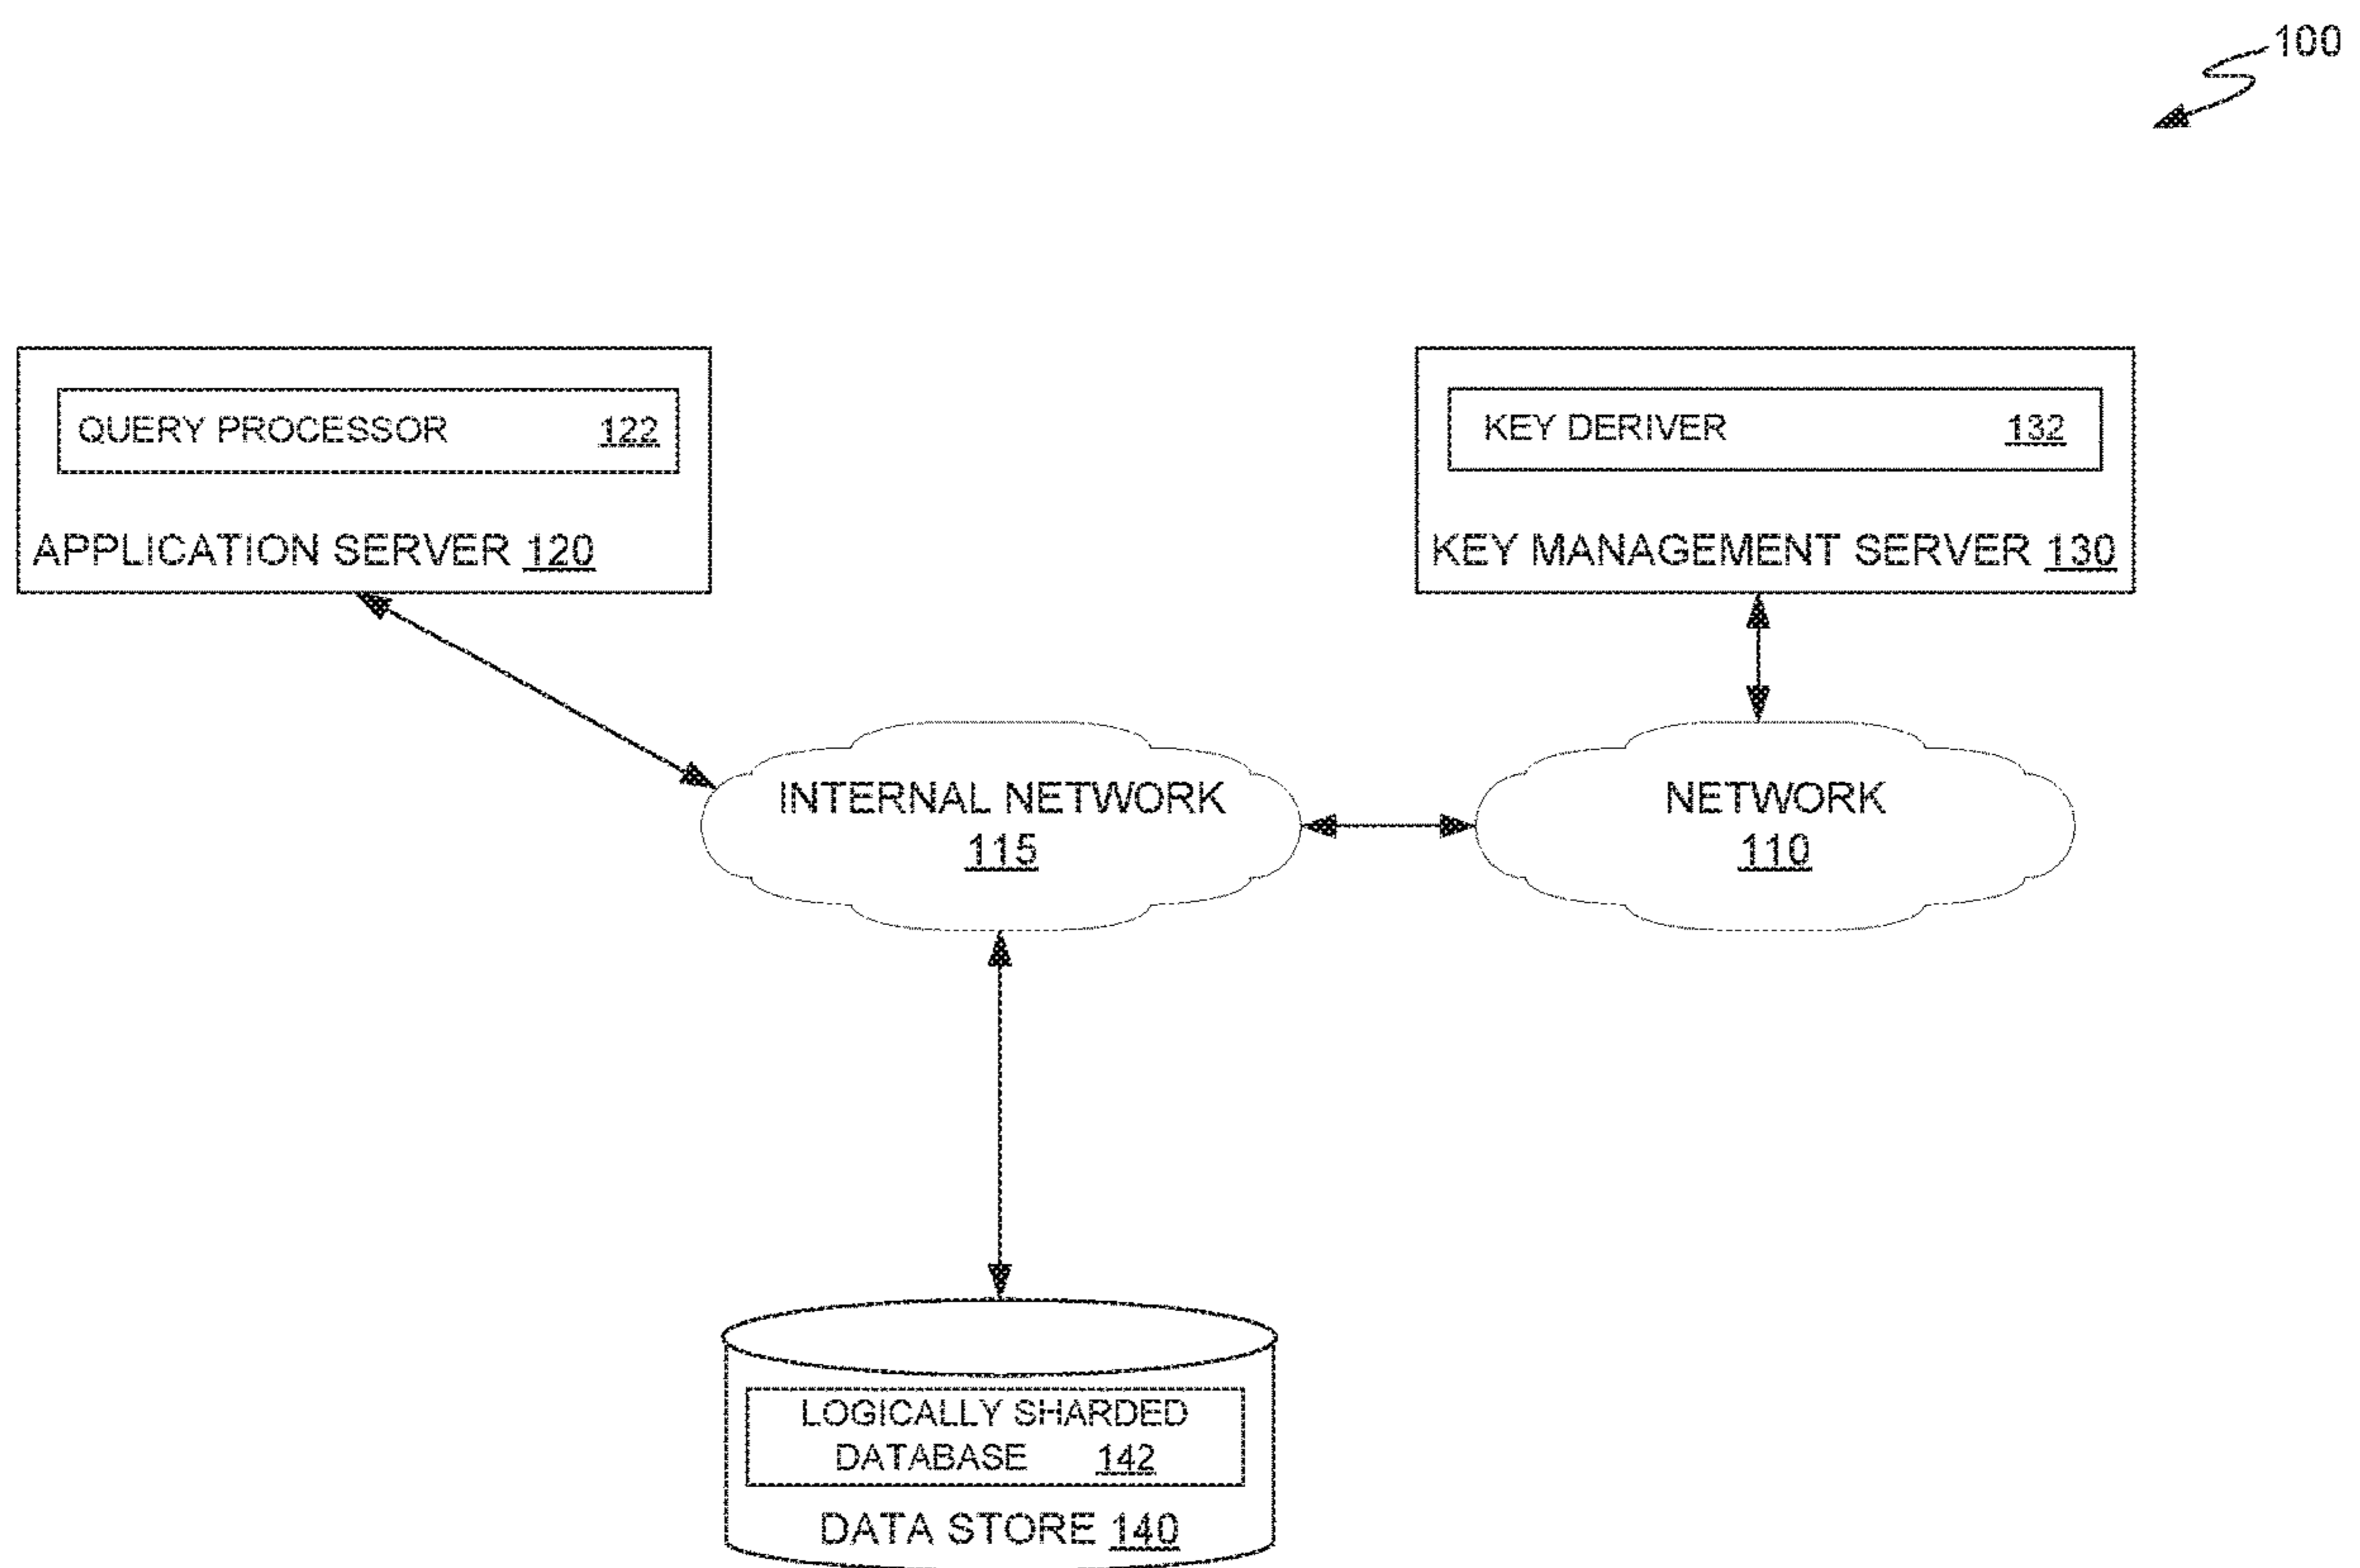 100
QUERY PROCESSOR 122
APPLICATION SERVER 120
KEY DERIVER 132
KEY MANAGEMENT SERVER 130
INTERNAL NETWORK
115
NETWORK
110
LOGICALLY SHARDED
DATABASE 142
DATA STORE 140